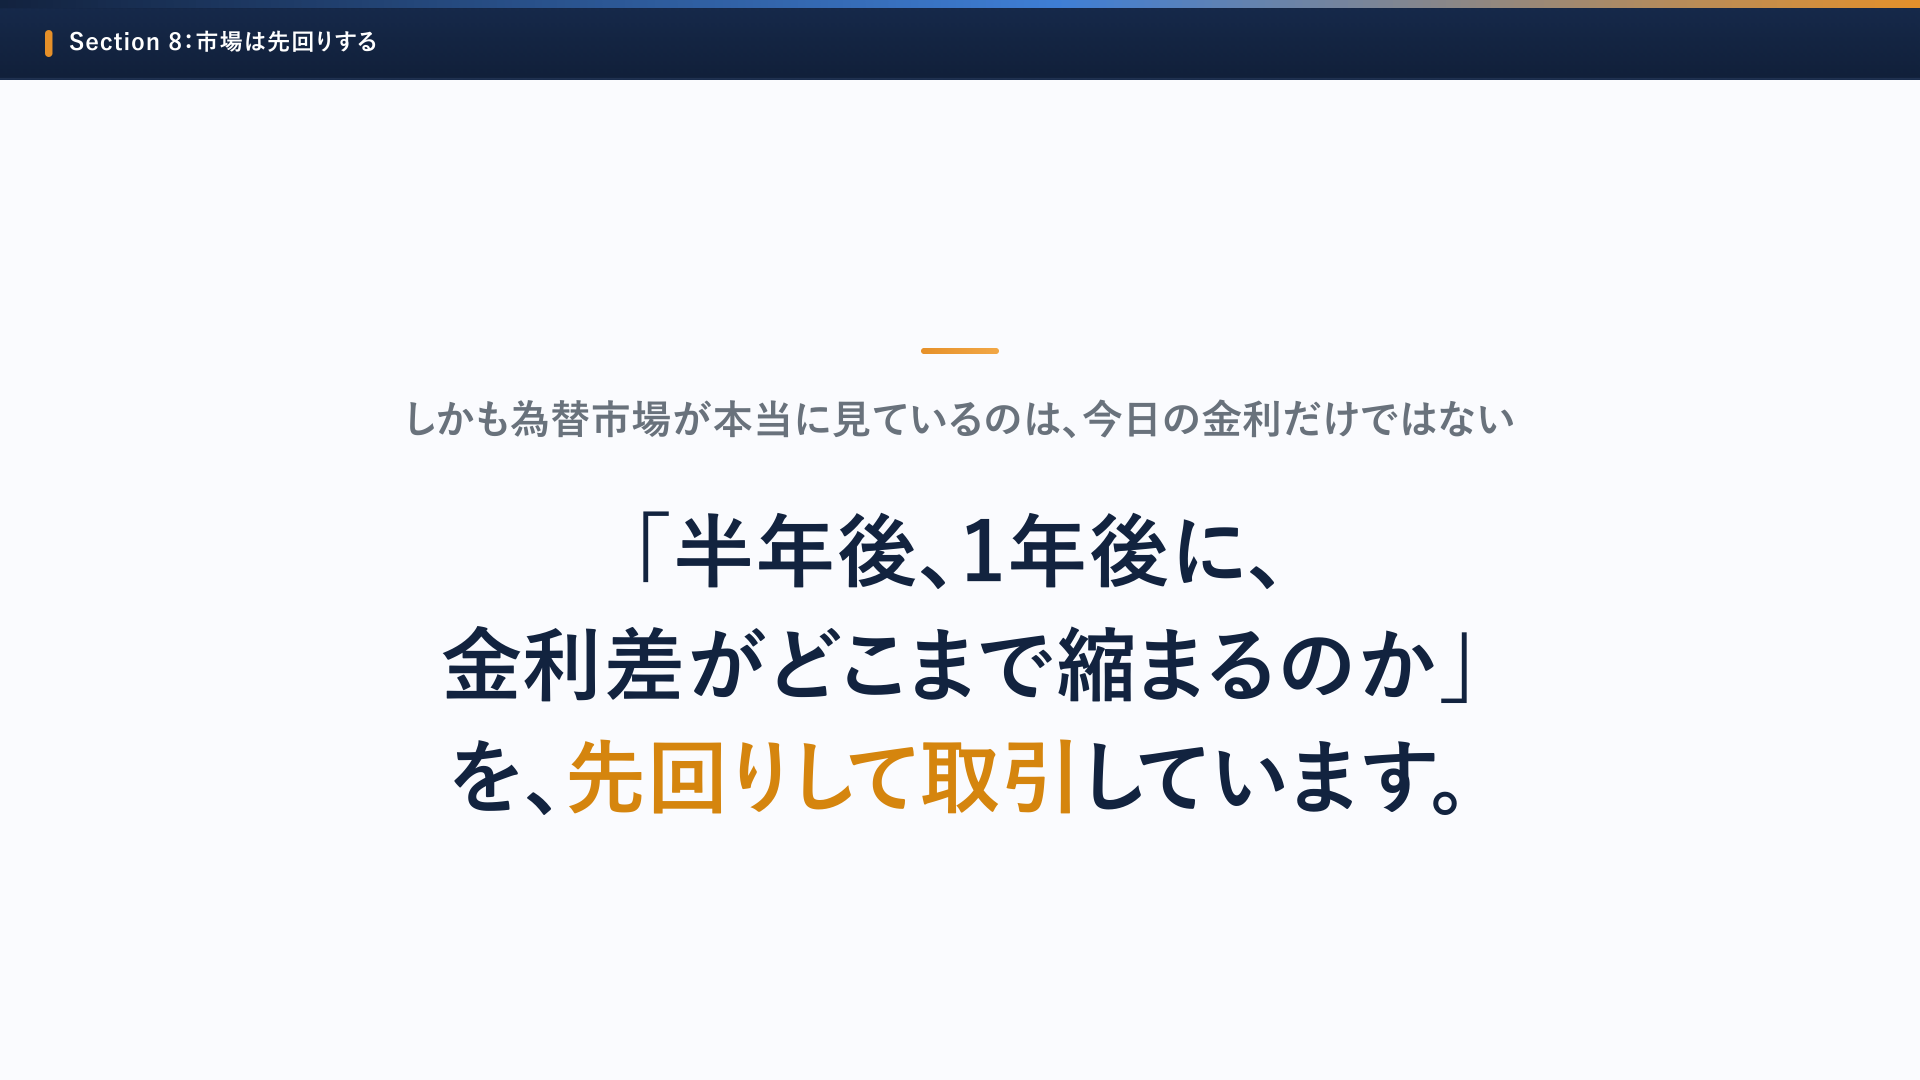 Section 8：市場は先回りする
しかも為替市場が本当に見ているのは、今日の金利だけではない
「半年後、1年後に、
金利差がどこまで縮まるのか」
を、先回りして取引しています。